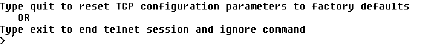 Type quit to reset TCP configuration parameters to factory defaults
OR
Type exit to end telnet session and ignore command
>